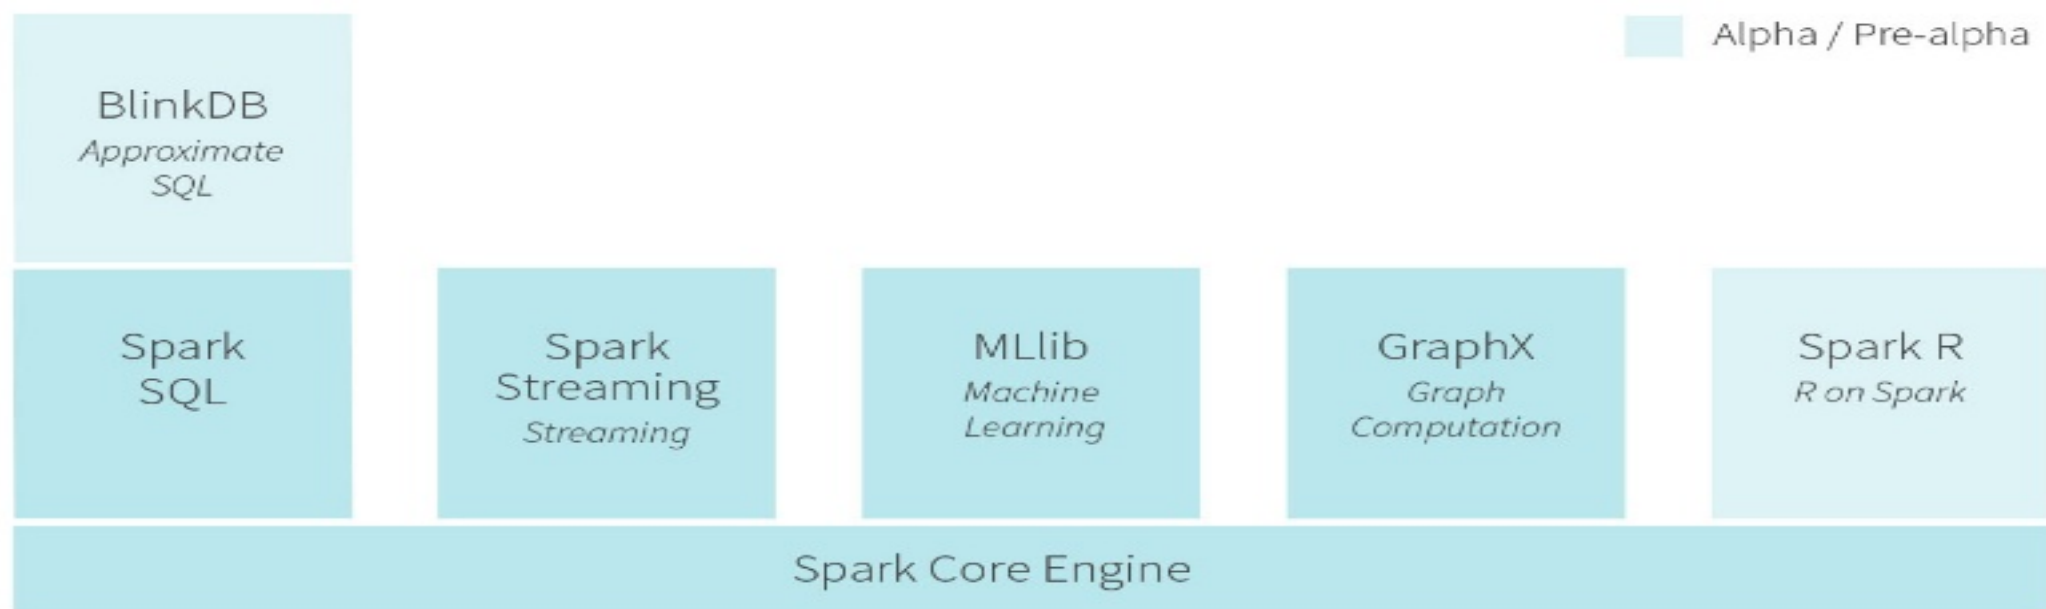 Alpha / Pre-alpha
BlinkDB
Approximate
SQL
Spark
SQL
Spark
Streaming
Streaming
MLlib
Machine
Learning
GraphX
Graph
Computation
Spark R
R on Spark
Spark Core Engine